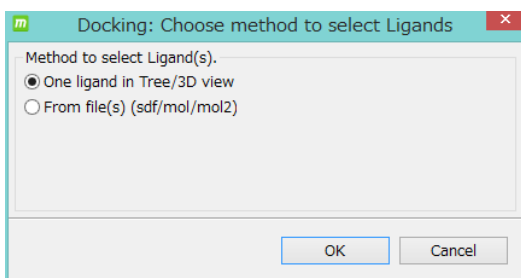 m Docking: Choose method to select Ligands ×
Method to select Ligand(s).
One ligand in Tree/3D view
From file(s) (sdf/mol/mol2)
OK Cancel